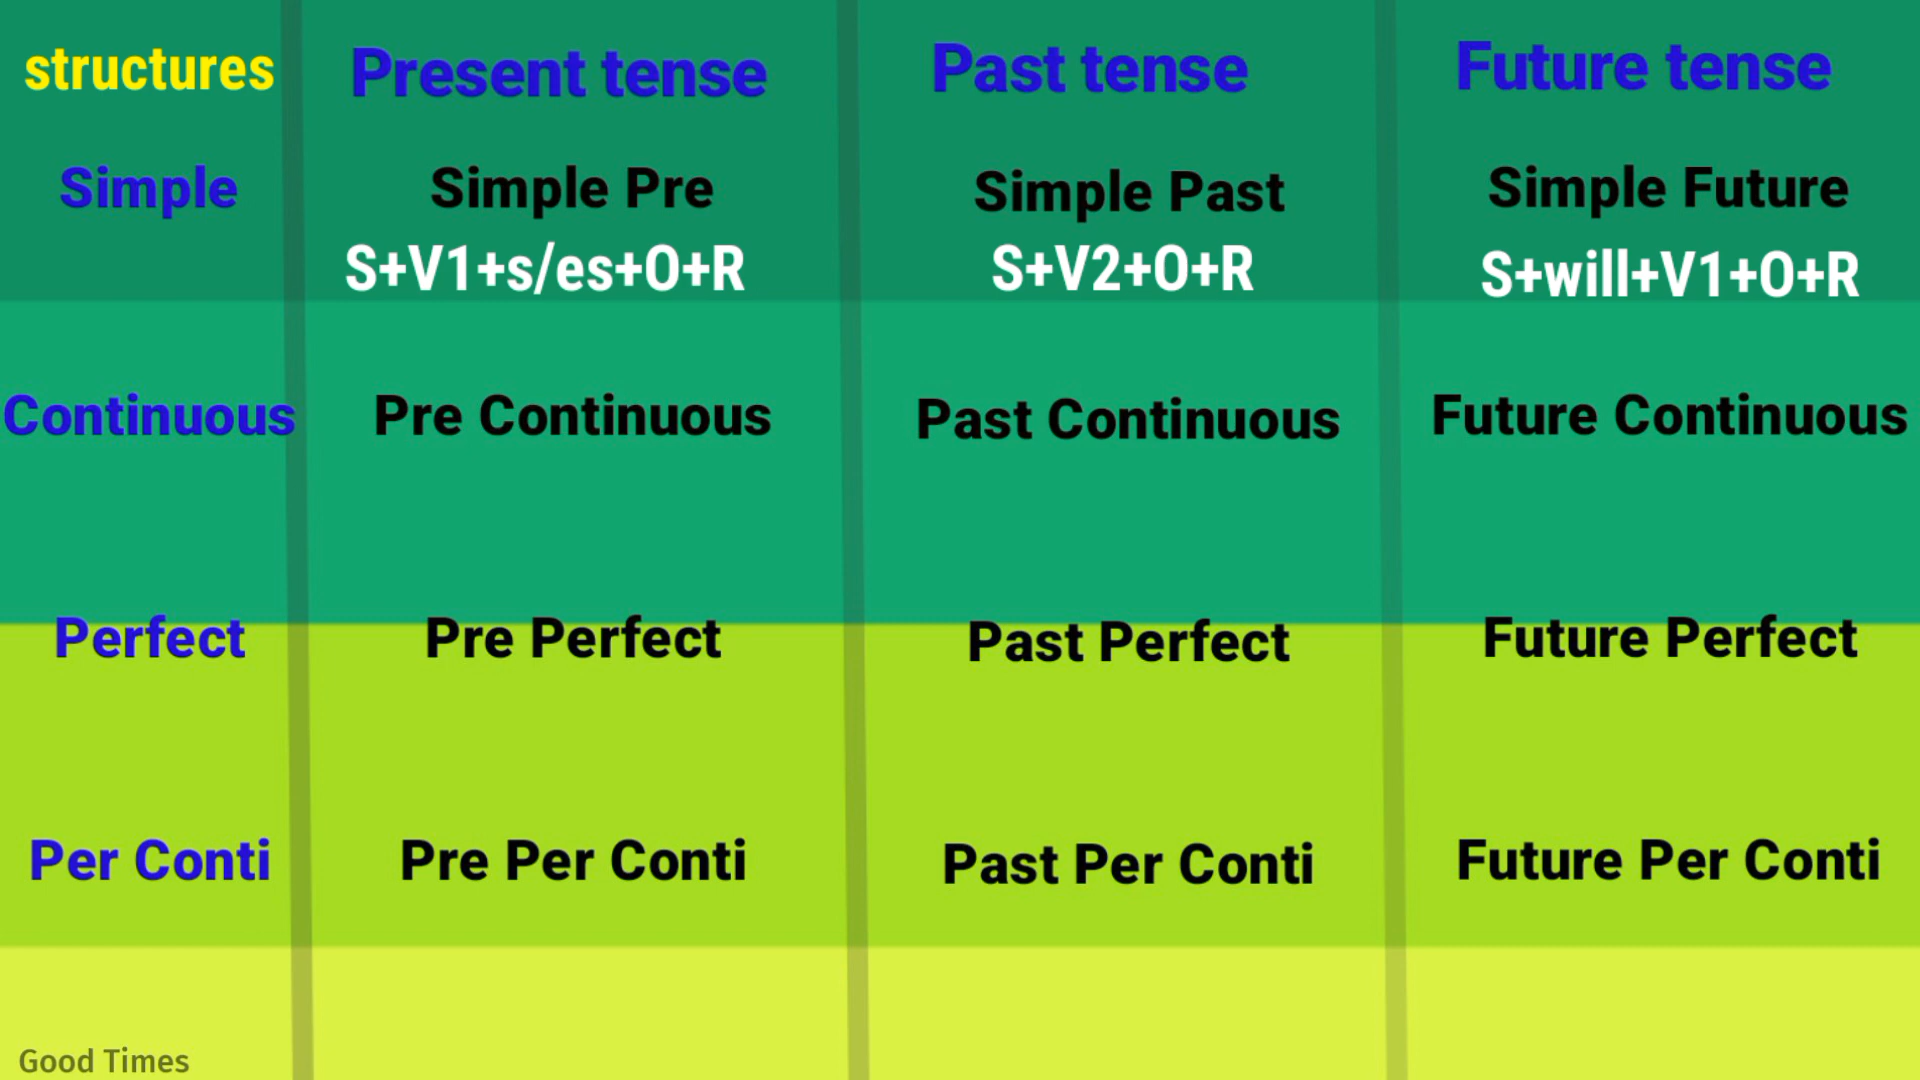 structures Present tense Past tense Future tense
Simple Simple Pre Simple Past Simple Future
S+V1+s/es+O+R S+V2+O+R S+will+V1+O+R
Continuous Pre Continuous Past Continuous Future Continuous
Perfect Pre Perfect Past Perfect Future Perfect
Per Conti Pre Per Conti Past Per Conti Future Per Conti
Good Times